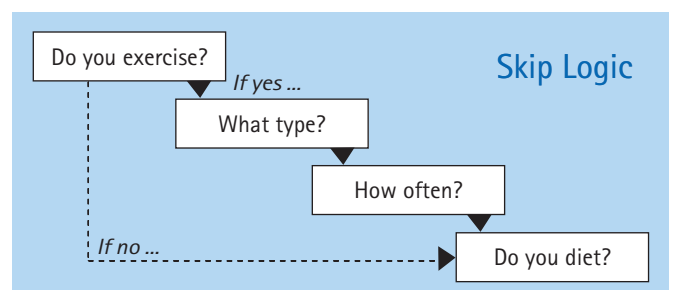 Do you exercise?
Skip Logic
If yes ...
What type?
How often?
If no ...
Do you diet?